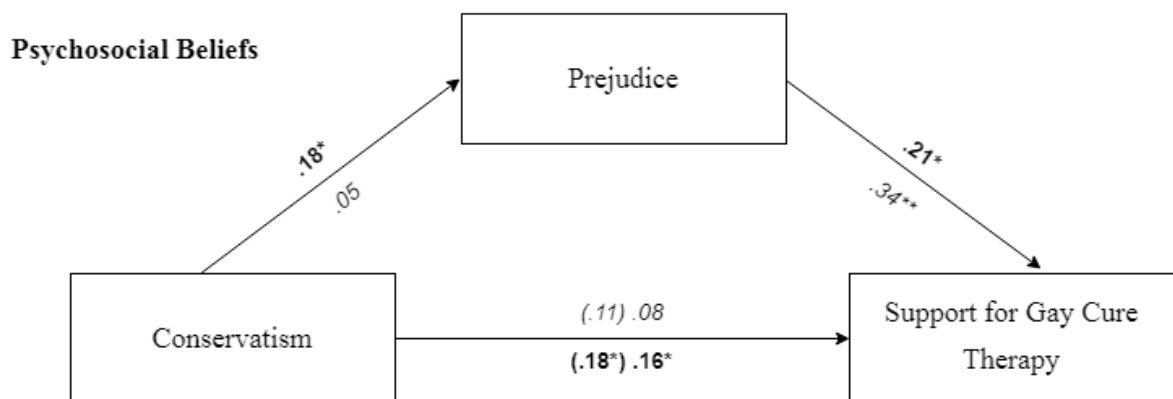 Psychosocial Beliefs
Prejudice
.18*
.05
.21*
.34**
Conservatism
(.11) .08
(.18*) .16*
Support for Gay Cure
Therapy